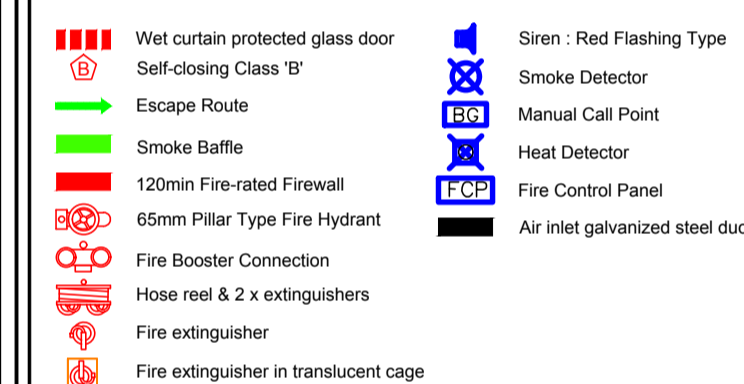 Wet curtain protected glass door
B
Self-closing Class 'B'
Escape Route
Smoke Baffle
120min Fire-rated Firewall
65mm Pillar Type Fire Hydrant
Fire Booster Connection
Hose reel & 2 x extinguishers
Fire extinguisher
Fire extinguisher in translucent cage
Siren : Red Flashing Type
Smoke Detector
BG
Manual Call Point
Heat Detector
FCP
Fire Control Panel
Air inlet galvanized steel